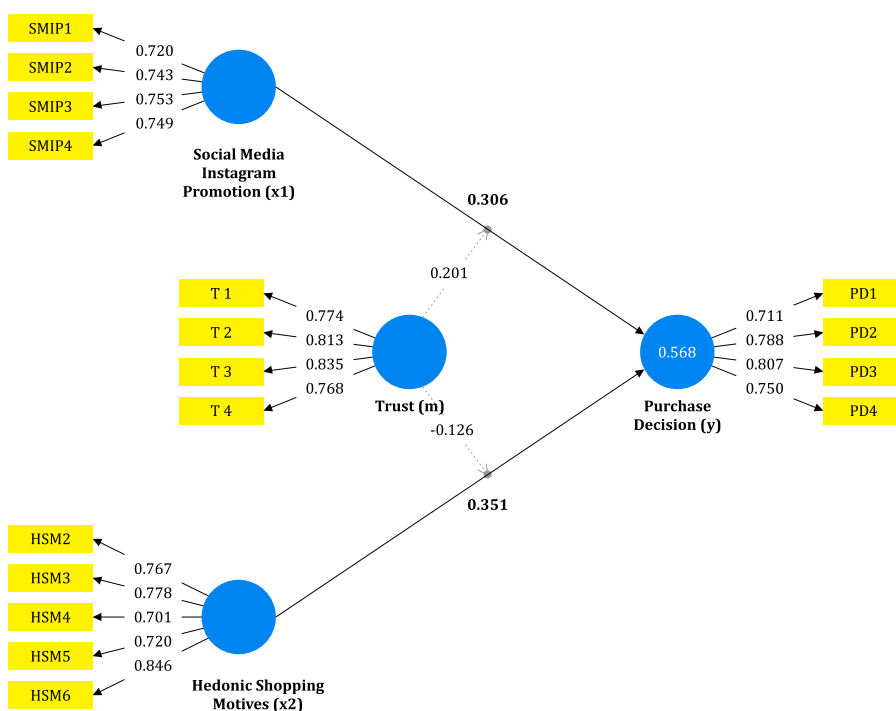 SMIP1
SMIP2
SMIP3
SMIP4
0.720
0.743
0.753
0.749
Social Media
Instagram
Promotion (x1)
0.306
0.201
T 1
T 2
T 3
T 4
0.774
0.813
0.835
0.768
Trust (m)
-0.126
0.568
Purchase
Decision (y)
0.711
0.788
0.807
0.750
PD1
PD2
PD3
PD4
0.351
HSM2
HSM3
HSM4
HSM5
HSM6
0.767
0.778
0.701
0.720
0.846
Hedonic Shopping
Motives (x2)